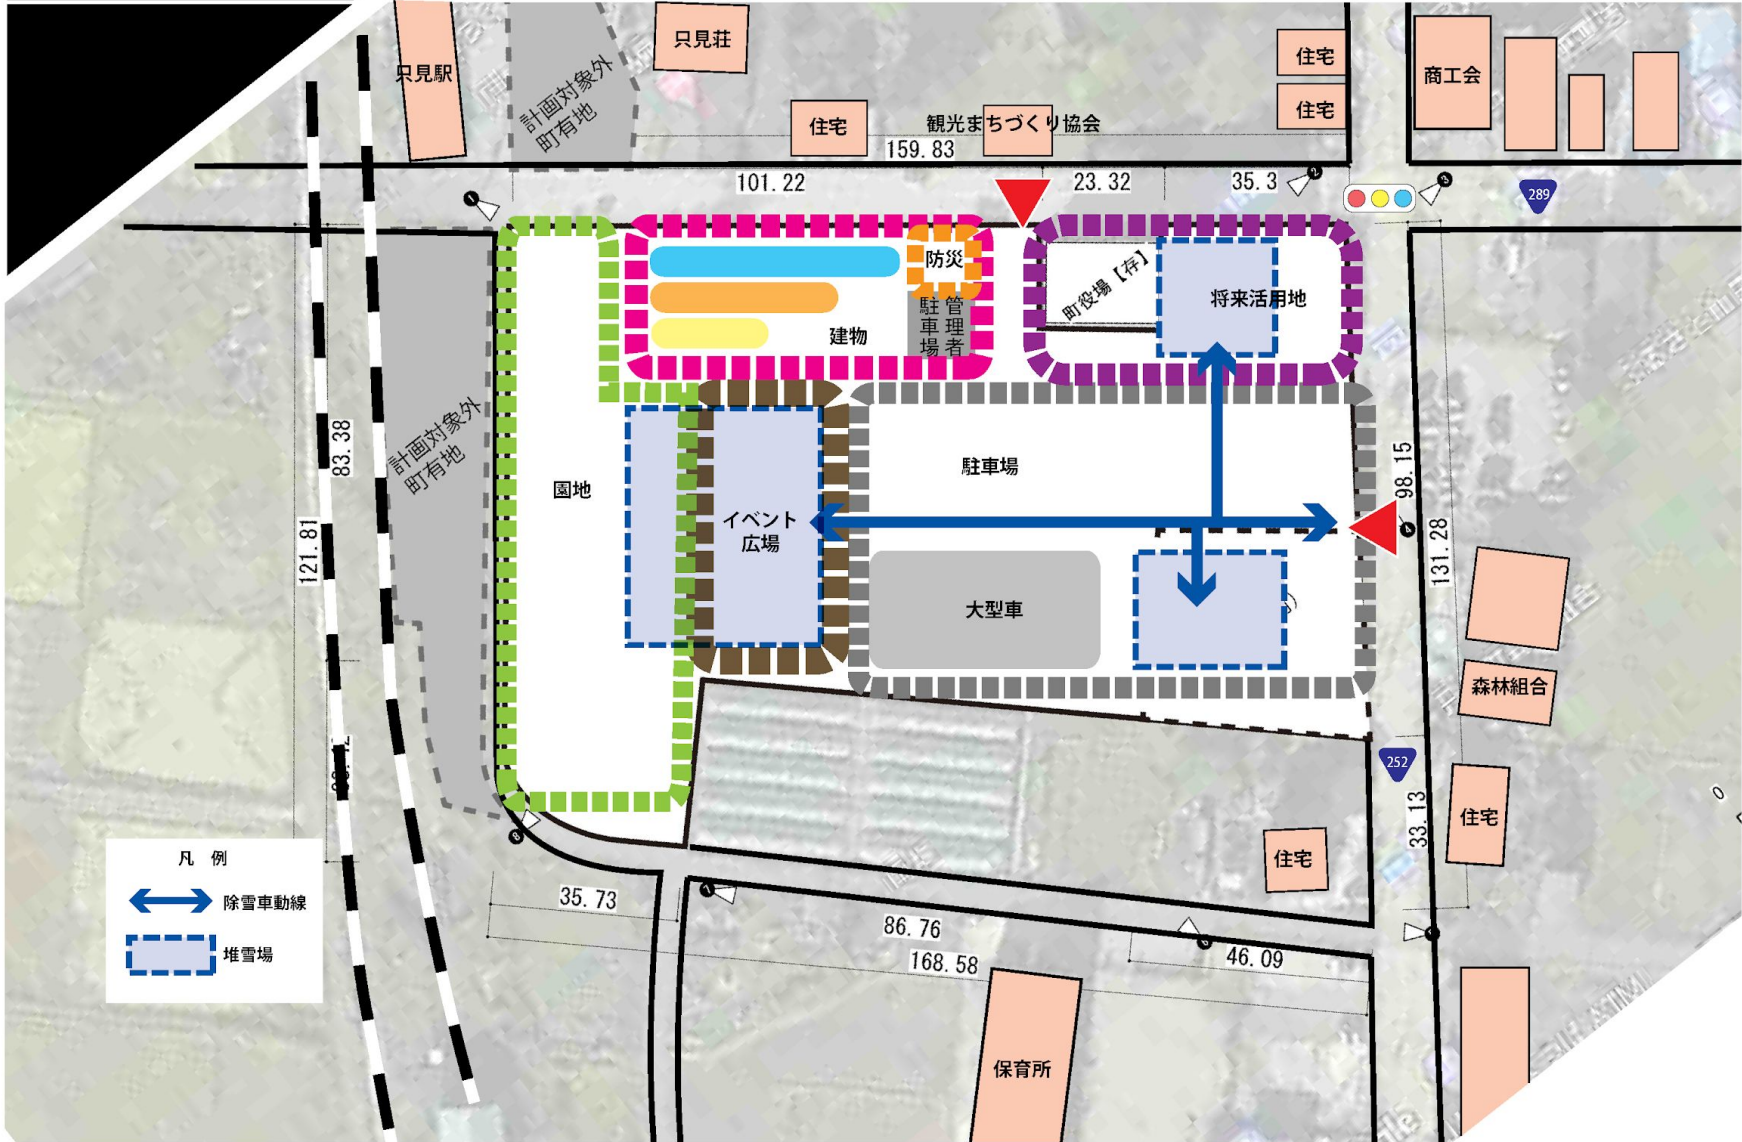 只見駅
計画対象外
町有地
只見荘
住宅
観光まちづくり協会
住宅
住宅
商工会
159.83
101.22
23.32
35.3
289
防災
管理者
駐車場
建物
町役場【存】
将来活用地
計画対象外
町有地
83.38
121.81
園地
イベント
広場
駐車場
大型車
98.15
131.28
森林組合
252
33.13
住宅
住宅
凡 例
除雪車動線
堆雪場
35.73
86.76
168.58
46.09
保育所